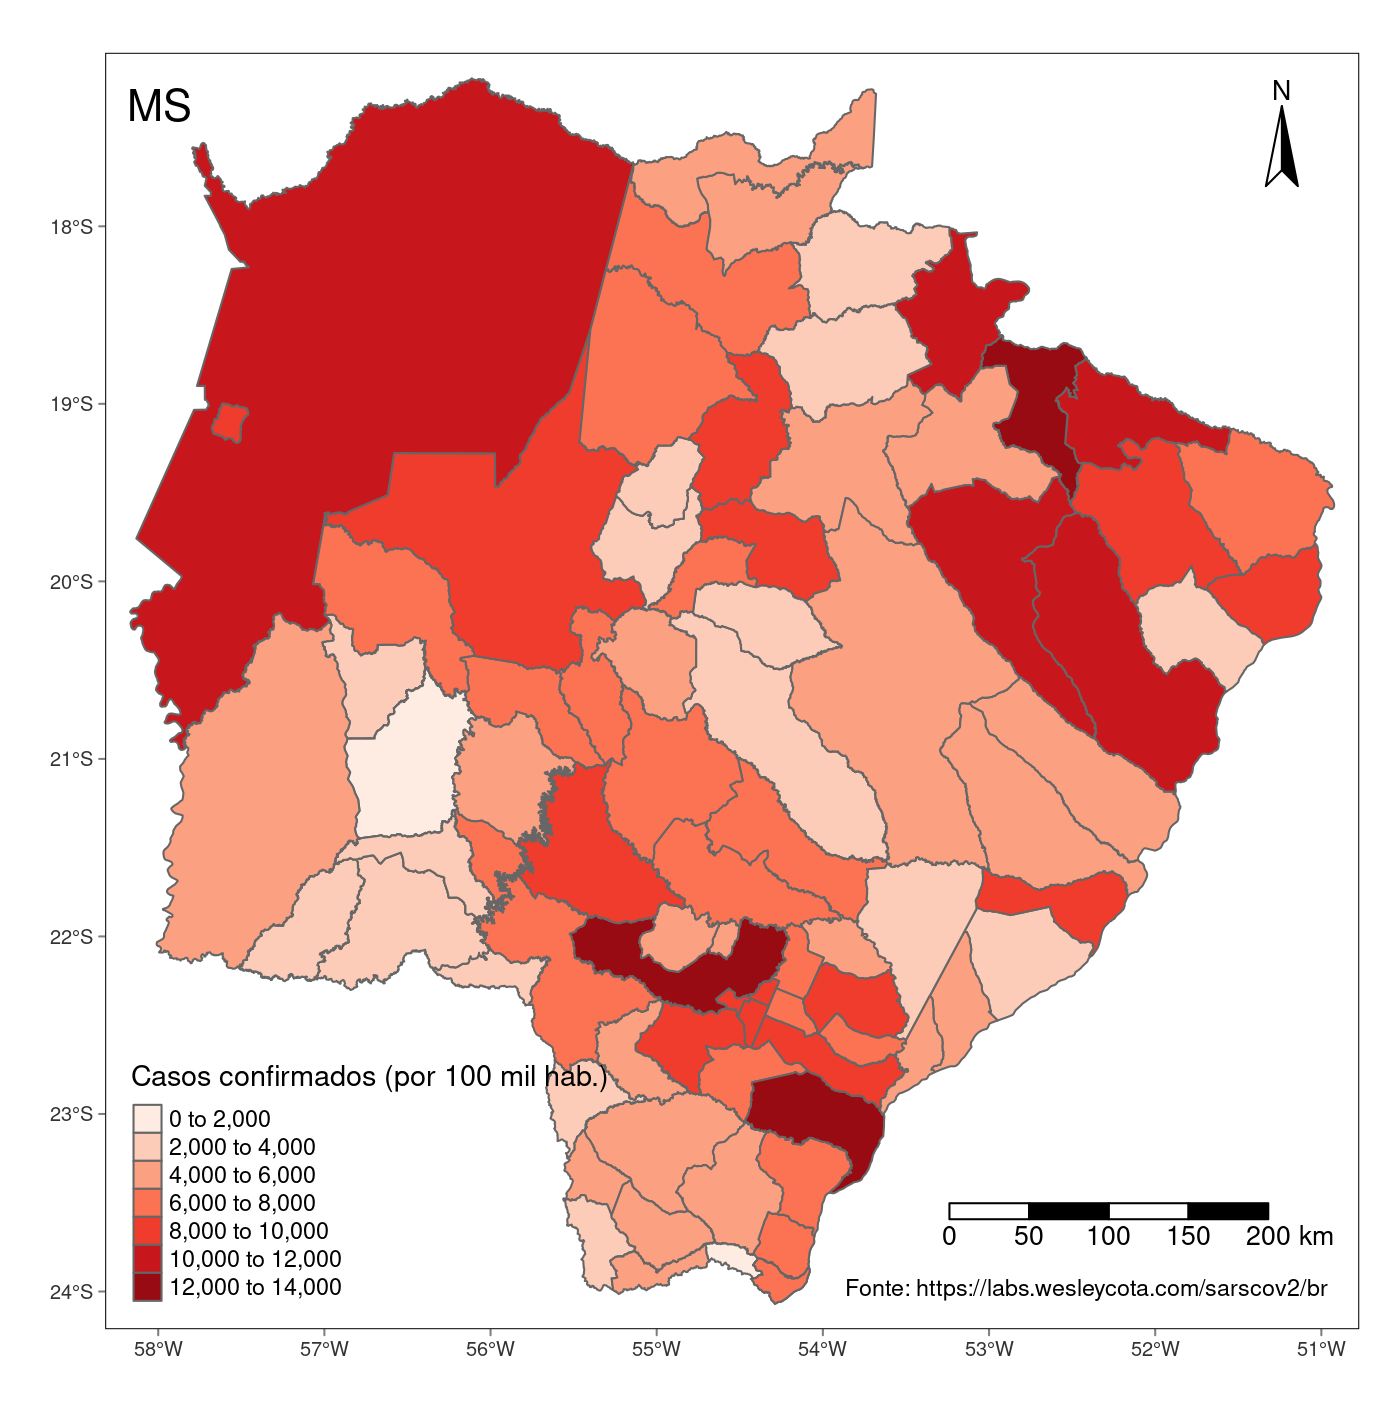 MS
N
18°S
19°S
20°S
21°S
22°S
23°S
24°S
Casos confirmados (por 100 mil hab.)
0 to 2,000
2,000 to 4,000
4,000 to 6,000
6,000 to 8,000
8,000 to 10,000
10,000 to 12,000
12,000 to 14,000
0 50 100 150 200 km
Fonte: https://labs.wesleycota.com/sarscov2/br
58°W 57°W 56°W 55°W 54°W 53°W 52°W 51°W